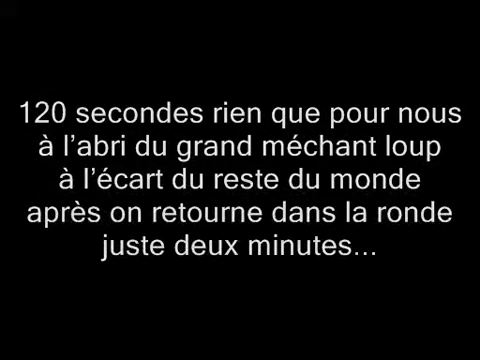 120 secondes rien que pour nous
à l’abri du grand méchant loup
à l’écart du reste du monde
après on retourne dans la ronde
juste deux minutes...